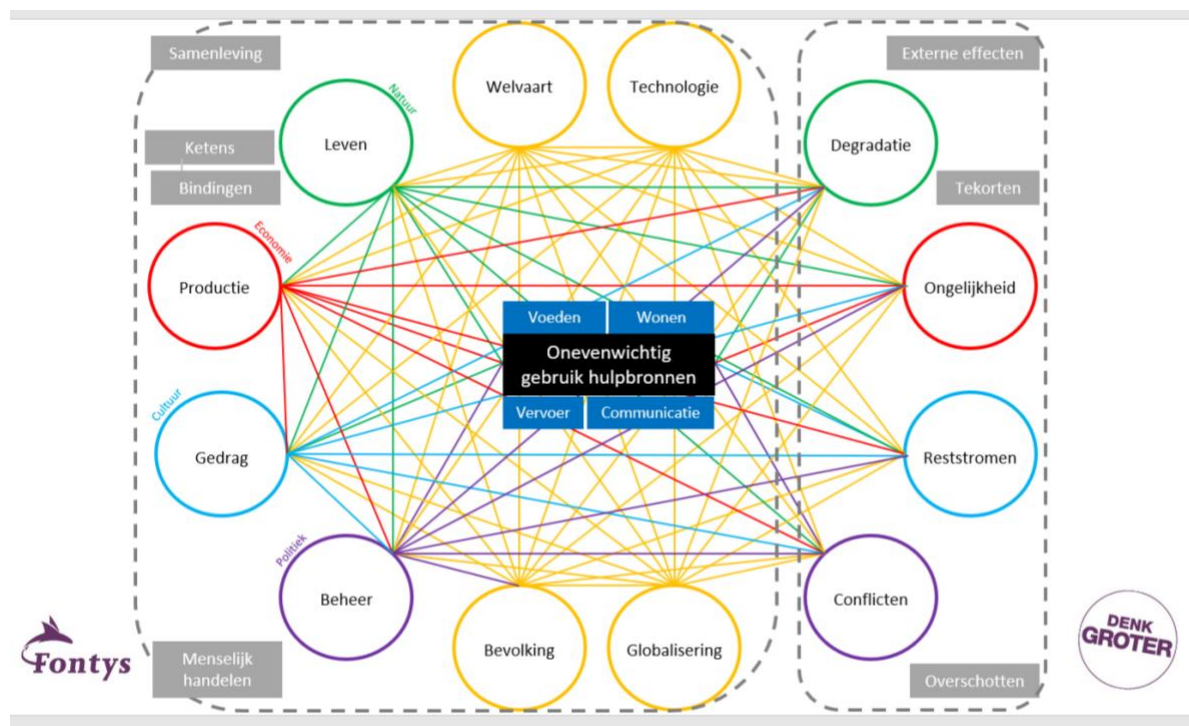 Samenleving
Externe effecten
Welvaart
Technologie
Natuur
Leven
Degradatie
Ketens
Bindingen
Tekorten
Economie
Productie
Ongelijkheid
Voeden
Wonen
Onevenwichtig
gebruik hulpbronnen
Vervoer
Communicatie
Cultuur
Gedrag
Reststromen
Politiek
Beheer
Conflicten
Bevolking
Globalisering
Fontys
Menselijk
handelen
Overschotten
DENK
GROTER